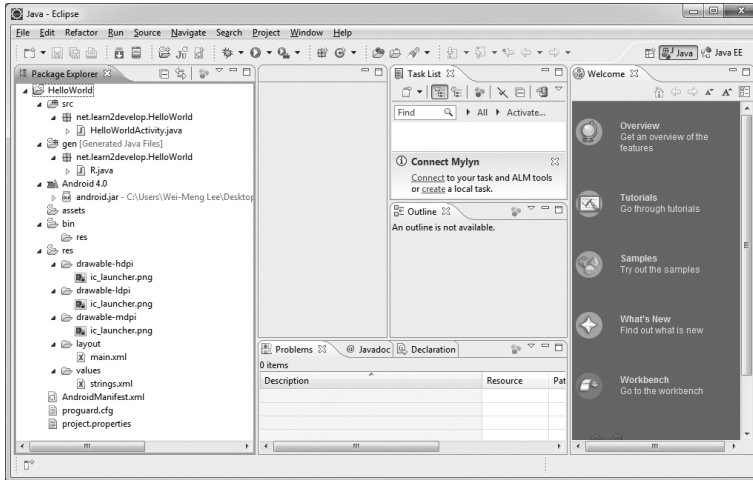 Java - Eclipse
File Edit Refactor Run Source Navigate Search Project Window Help
Java Java EE
Package Explorer
HelloWorld
src
net.learn2develop.HelloWorld
HelloWorldActivity.java
gen [Generated Java Files]
net.learn2develop.HelloWorld
R.java
Android 4.0
android.jar - C:\Users\Wei-Meng Lee\Desktop
assets
bin
res
res
drawable-hdpi
ic_launcher.png
drawable-ldpi
ic_launcher.png
drawable-mdpi
ic_launcher.png
layout
main.xml
values
strings.xml
AndroidManifest.xml
proguard.cfg
project.properties
Task List
Find All Activate...
Connect Mylyn
Connect to your task and ALM tools
or create a local task.
Outline
An outline is not available.
Problems @ Javadoc Declaration
0 items
Description Resource Pat
Welcome
Overview
Get an overview of the
features
Tutorials
Go through tutorials
Samples
Try out the samples
What's New
Find out what is new
Workbench
Go to the workbench